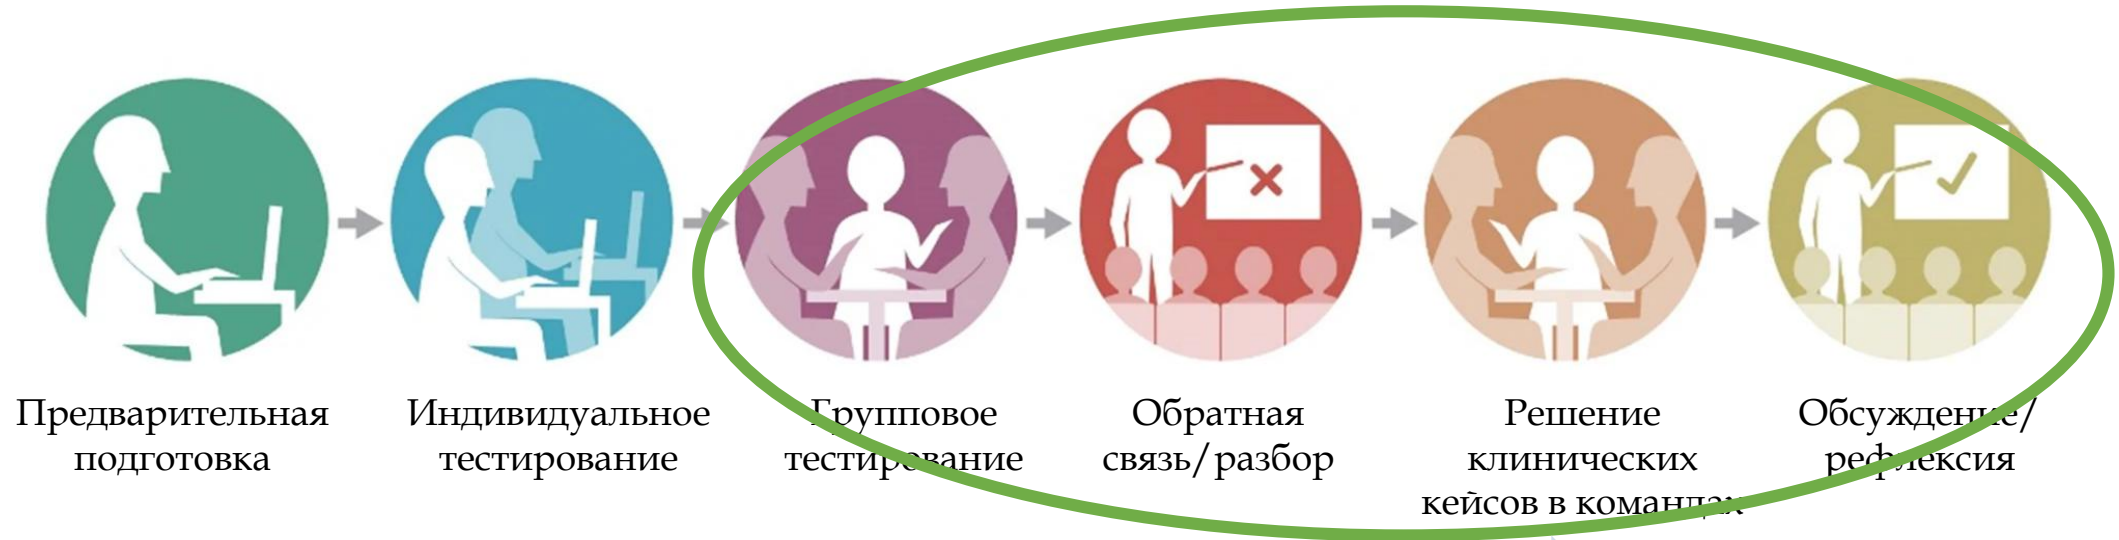 Предварительная
подготовка
Индивидуальное
тестирование
Групповое
тестирование
Обратная
связь/разбор
Решение
клинических
кейсов в командах
Обсуждение/
рефлексия